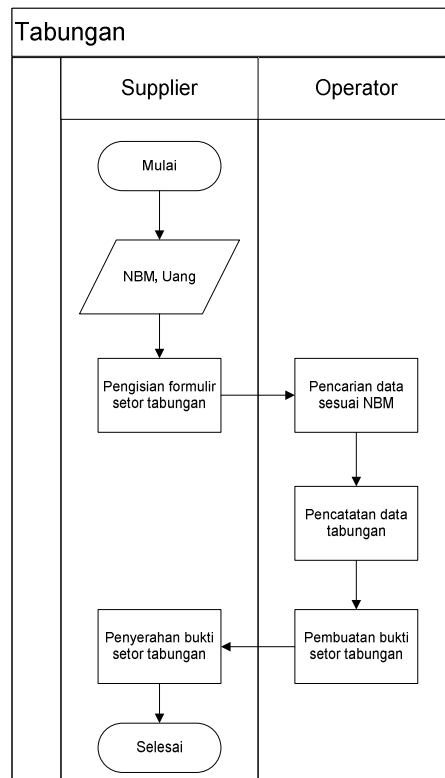 Tabungan
Supplier
Operator
Mulai
NBM, Uang
Pengisian formulir
setor tabungan
Pencarian data
sesuai NBM
Pencatatan data
tabungan
Penyerahan bukti
setor tabungan
Pembuatan bukti
setor tabungan
Selesai